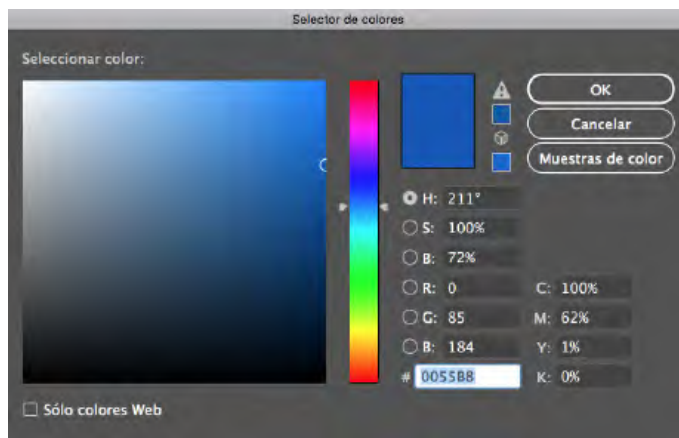 Selector de colores
Seleccionar color:
OK
Cancelar
Muestras de color
H: 211°
S: 100%
B: 72%
R: 0
C: 100%
G: 85
M: 62%
B: 184
Y: 1%
# 0055B8
K: 0%
Sólo colores Web